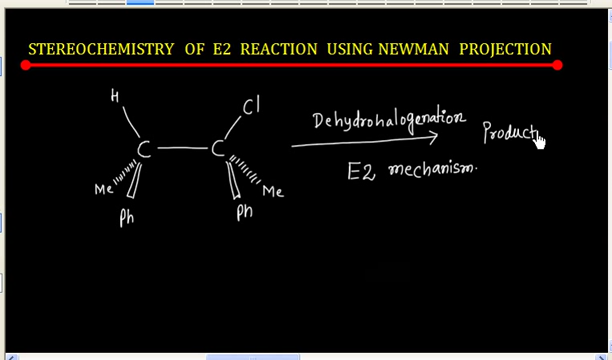 STEREOCHEMISTRY OF E2 REACTION USING NEWMAN PROJECTION
H
Cl
Dehydrohalogenation
Product
C
C
E2 mechanism.
Me
Me
Ph
Ph